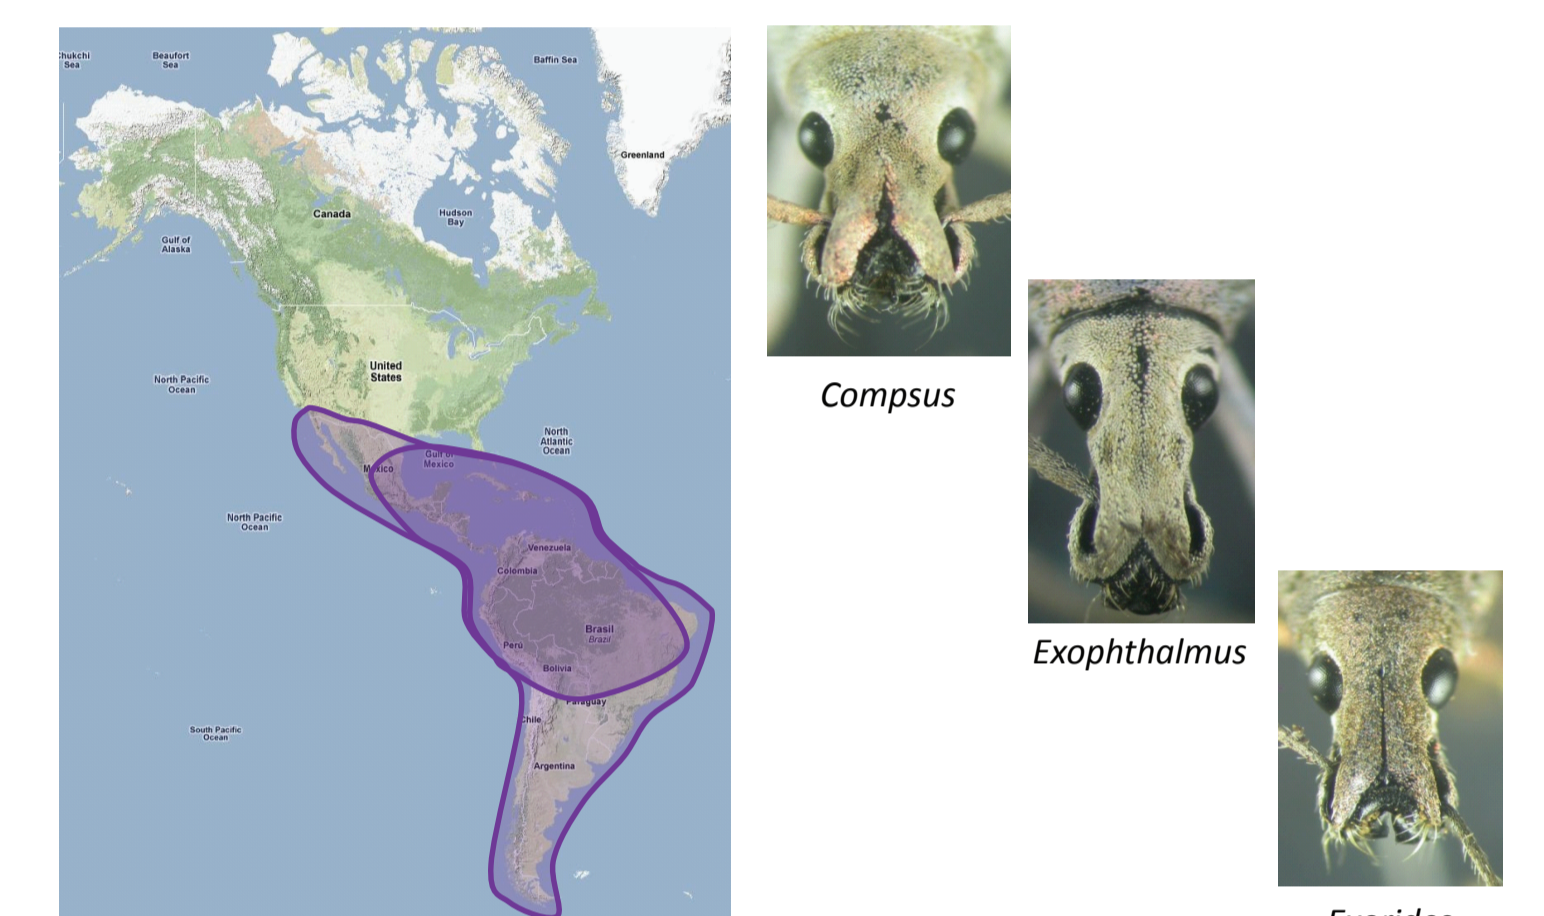 Chukchi
Sea
Beaufort
Sea
Baffin Sea
Greenland
Canada
Hudson
Bay
Gulf of
Alaska
United
States
North Pacific
Ocean
North
Atlantic
Ocean
Gulf of
Mexico
Mexico
North Pacific
Ocean
Venezuela
Colombia
Brasil
Brazil
Perú
Bolivia
Paraguay
Chile
South Pacific
Ocean
Argentina
Compsus
Exophthalmus